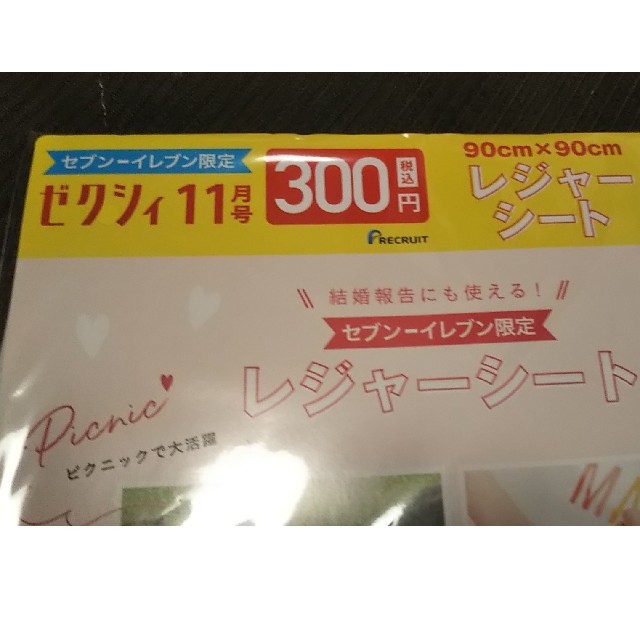 セブンーイレブン限定
ゼクシィ 11月号
300円 税込
RECRUIT
90cm×90cm
レジャー
シート
結婚報告にも使える!
セブンーイレブン限定
レジャーシート
Picnic
ピクニックで大活躍